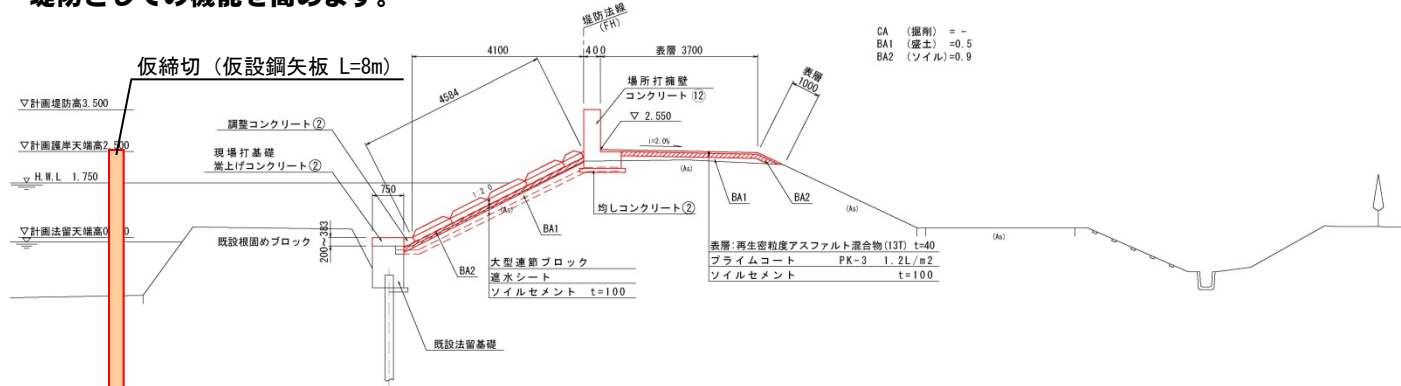 堤防としての機能を高めます。
堤防法線
(FH)
CA （掘削） = -
BA1 （盛土） =0.5
BA2 （ソイル)=0.9
4100
400
表層 3700
仮締切（仮設鋼矢板 L=8m）
4584
場所打擁壁
コンクリート⑫
表層
1000
▽計画堤防高3.500
▽ 2.550
調整コンクリート②
i=2.0%
▽計画護岸天端高2.500
現場打基礎
嵩上げコンクリート②
(As)
▽ H.W.L 1.750
750
1:2.0
(As)
BA1
BA2
均しコンクリート②
(As)
▽計画法留天端高0.
200～383
既設根固めブロック
BA1
(As)
BA2
表層:再生密粒度アスファルト混合物(13T) t=40
大型連節ブロック
プライムコート PK-3 1.2L/m2
遮水シート
ソイルセメント t=100
ソイルセメント t=100
既設法留基礎